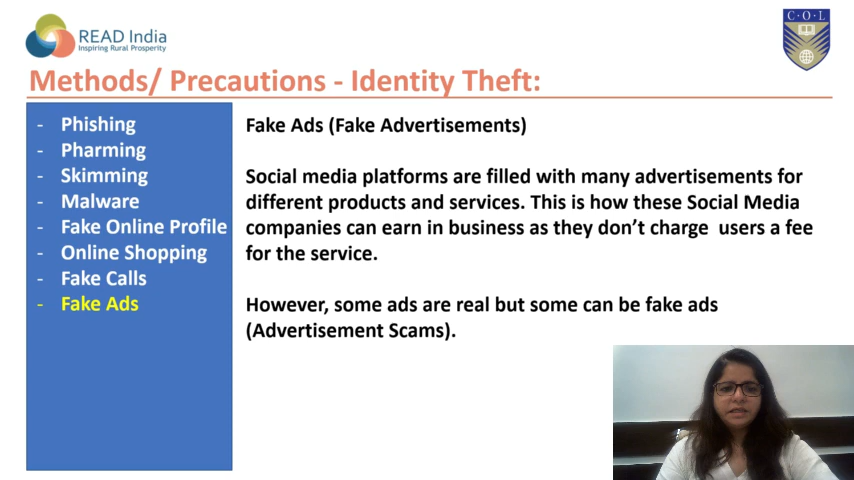 READ India
Inspiring Rural Prosperity
C·O·L
Methods/ Precautions - Identity Theft:
- Phishing
- Pharming
- Skimming
- Malware
- Fake Online Profile
- Online Shopping
- Fake Calls
- Fake Ads
Fake Ads (Fake Advertisements)
Social media platforms are filled with many advertisements for
different products and services. This is how these Social Media
companies can earn in business as they don’t charge users a fee
for the service.
However, some ads are real but some can be fake ads
(Advertisement Scams).